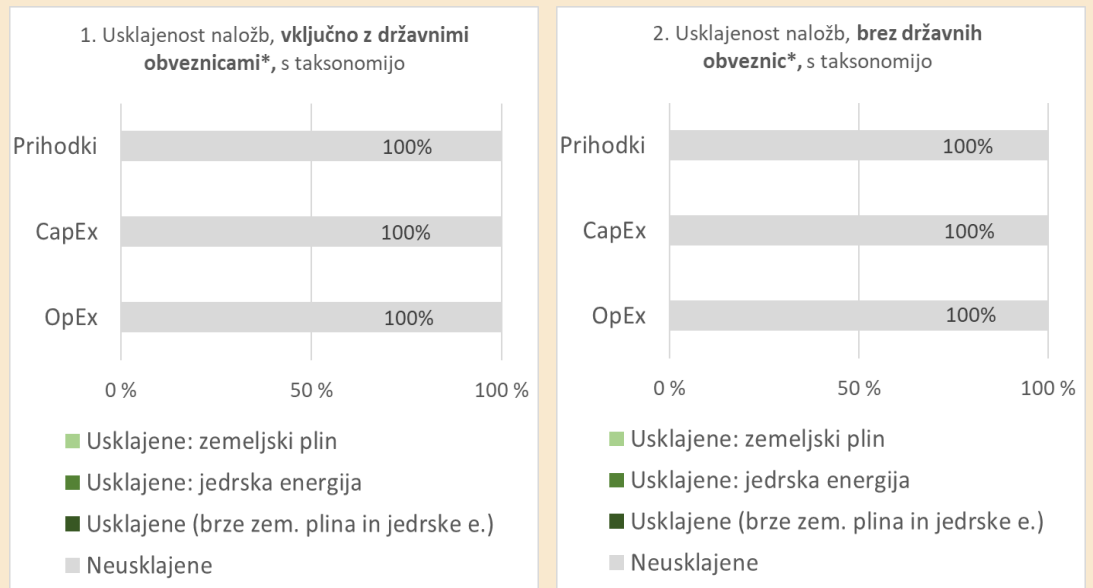 1. Usklajenost naložb, vključno z državnimi
obveznicami*, s taksonomijo
Prihodki
100%
CapEx
100%
OpEx
100%
0 %
50 %
100 %
Usklajene: zemeljski plin
Usklajene: jedrska energija
Usklajene (brze zem. plina in jedrske e.)
Neusklajene
2. Usklajenost naložb, brez državnih
obveznic*, s taksonomijo
Prihodki
100%
CapEx
100%
OpEx
100%
0 %
50 %
100 %
Usklajene: zemeljski plin
Usklajene: jedrska energija
Usklajene (brze zem. plina in jedrske e.)
Neusklajene